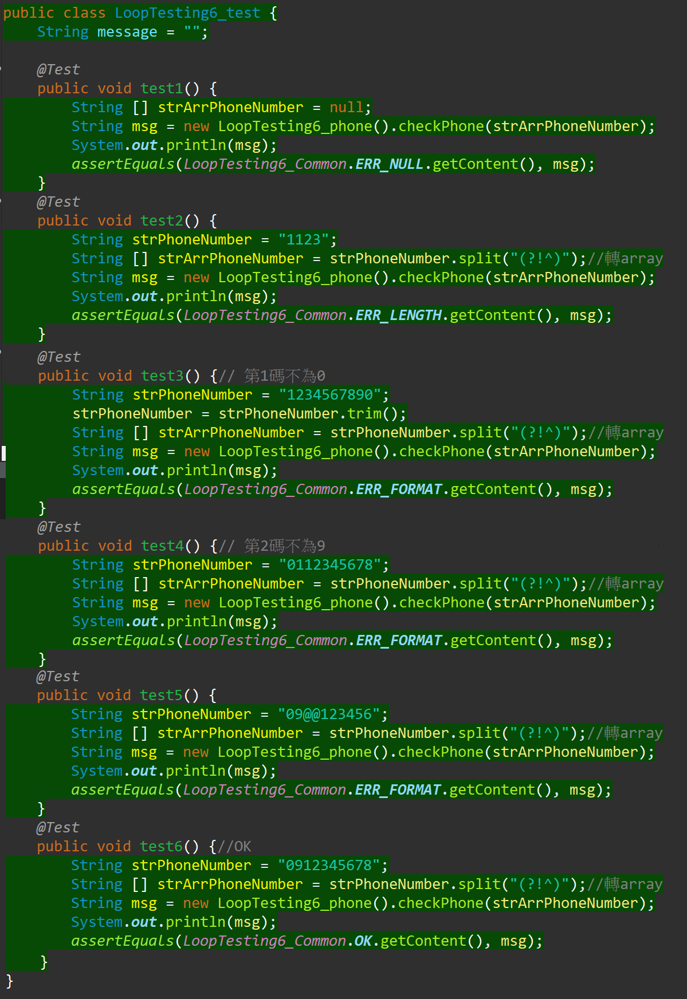 public class LoopTesting6_test {
    String message = "";

    @Test
    public void test1() {
        String [] strArrPhoneNumber = null;
        String msg = new LoopTesting6_phone().checkPhone(strArrPhoneNumber);
        System.out.println(msg);
        assertEquals(LoopTesting6_Common.ERR_NULL.getContent(), msg);
    }
    @Test
    public void test2() {
        String strPhoneNumber = "1123";
        String [] strArrPhoneNumber = strPhoneNumber.split("(?!^)");//轉array
        String msg = new LoopTesting6_phone().checkPhone(strArrPhoneNumber);
        System.out.println(msg);
        assertEquals(LoopTesting6_Common.ERR_LENGTH.getContent(), msg);
    }
    @Test
    public void test3() {// 第1碼不為0
        String strPhoneNumber = "1234567890";
        strPhoneNumber = strPhoneNumber.trim();
        String [] strArrPhoneNumber = strPhoneNumber.split("(?!^)");//轉array
        String msg = new LoopTesting6_phone().checkPhone(strArrPhoneNumber);
        System.out.println(msg);
        assertEquals(LoopTesting6_Common.ERR_FORMAT.getContent(), msg);
    }
    @Test
    public void test4() {// 第2碼不為9
        String strPhoneNumber = "0112345678";
        String [] strArrPhoneNumber = strPhoneNumber.split("(?!^)");//轉array
        String msg = new LoopTesting6_phone().checkPhone(strArrPhoneNumber);
        System.out.println(msg);
        assertEquals(LoopTesting6_Common.ERR_FORMAT.getContent(), msg);
    }
    @Test
    public void test5() {
        String strPhoneNumber = "09@@123456";
        String [] strArrPhoneNumber = strPhoneNumber.split("(?!^)");//轉array
        String msg = new LoopTesting6_phone().checkPhone(strArrPhoneNumber);
        System.out.println(msg);
        assertEquals(LoopTesting6_Common.ERR_FORMAT.getContent(), msg);
    }
    @Test
    public void test6() {//OK
        String strPhoneNumber = "0912345678";
        String [] strArrPhoneNumber = strPhoneNumber.split("(?!^)");//轉array
        String msg = new LoopTesting6_phone().checkPhone(strArrPhoneNumber);
        System.out.println(msg);
        assertEquals(LoopTesting6_Common.OK.getContent(), msg);
    }
}